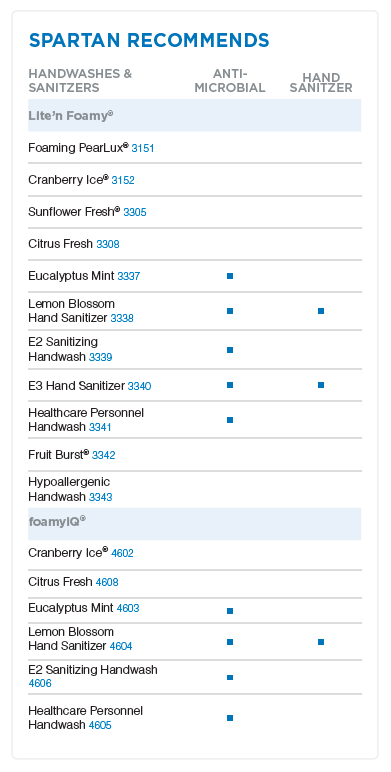 SPARTAN RECOMMENDS
HANDWASHES &
SANITZERS
ANTI-
MICROBIAL
HAND
SANITZER
Lite'n Foamy®
Foaming PearLux® 3151
Cranberry Ice® 3152
Sunflower Fresh® 3305
Citrus Fresh 3308
Eucalyptus Mint 3337
Lemon Blossom
Hand Sanitizer 3338
E2 Sanitizing
Handwash 3339
E3 Hand Sanitizer 3340
Healthcare Personnel
Handwash 3341
Fruit Burst® 3342
Hypoallergenic
Handwash 3343
foamyIQ®
Cranberry Ice® 4602
Citrus Fresh 4608
Eucalyptus Mint 4603
Lemon Blossom
Hand Sanitizer 4604
E2 Sanitizing Handwash
4606
Healthcare Personnel
Handwash 4605